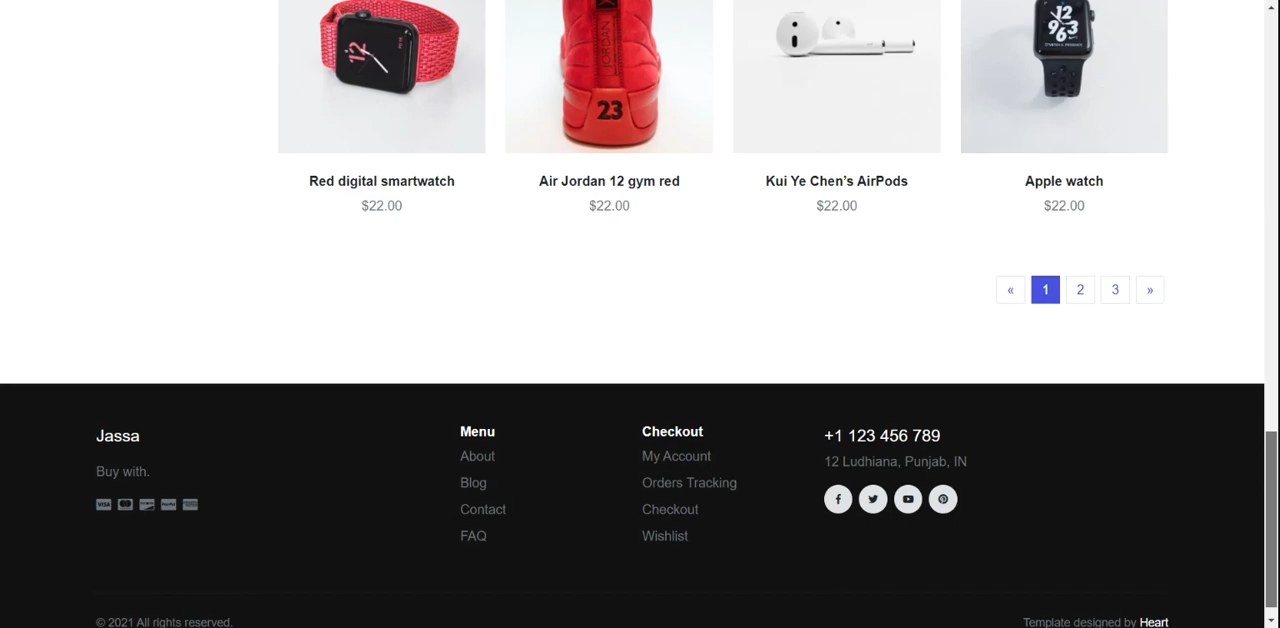 12
JORDAN
23
12
9 3
6
Red digital smartwatch
Air Jordan 12 gym red
Kui Ye Chen’s AirPods
Apple watch
$22.00
$22.00
$22.00
$22.00
«
1
2
3
»
Jassa
Buy with.
VISA
PayPal
Menu
About
Blog
Contact
FAQ
Checkout
My Account
Orders Tracking
Checkout
Wishlist
+1 123 456 789
12 Ludhiana, Punjab, IN
© 2021 All rights reserved.
Template designed by Heart